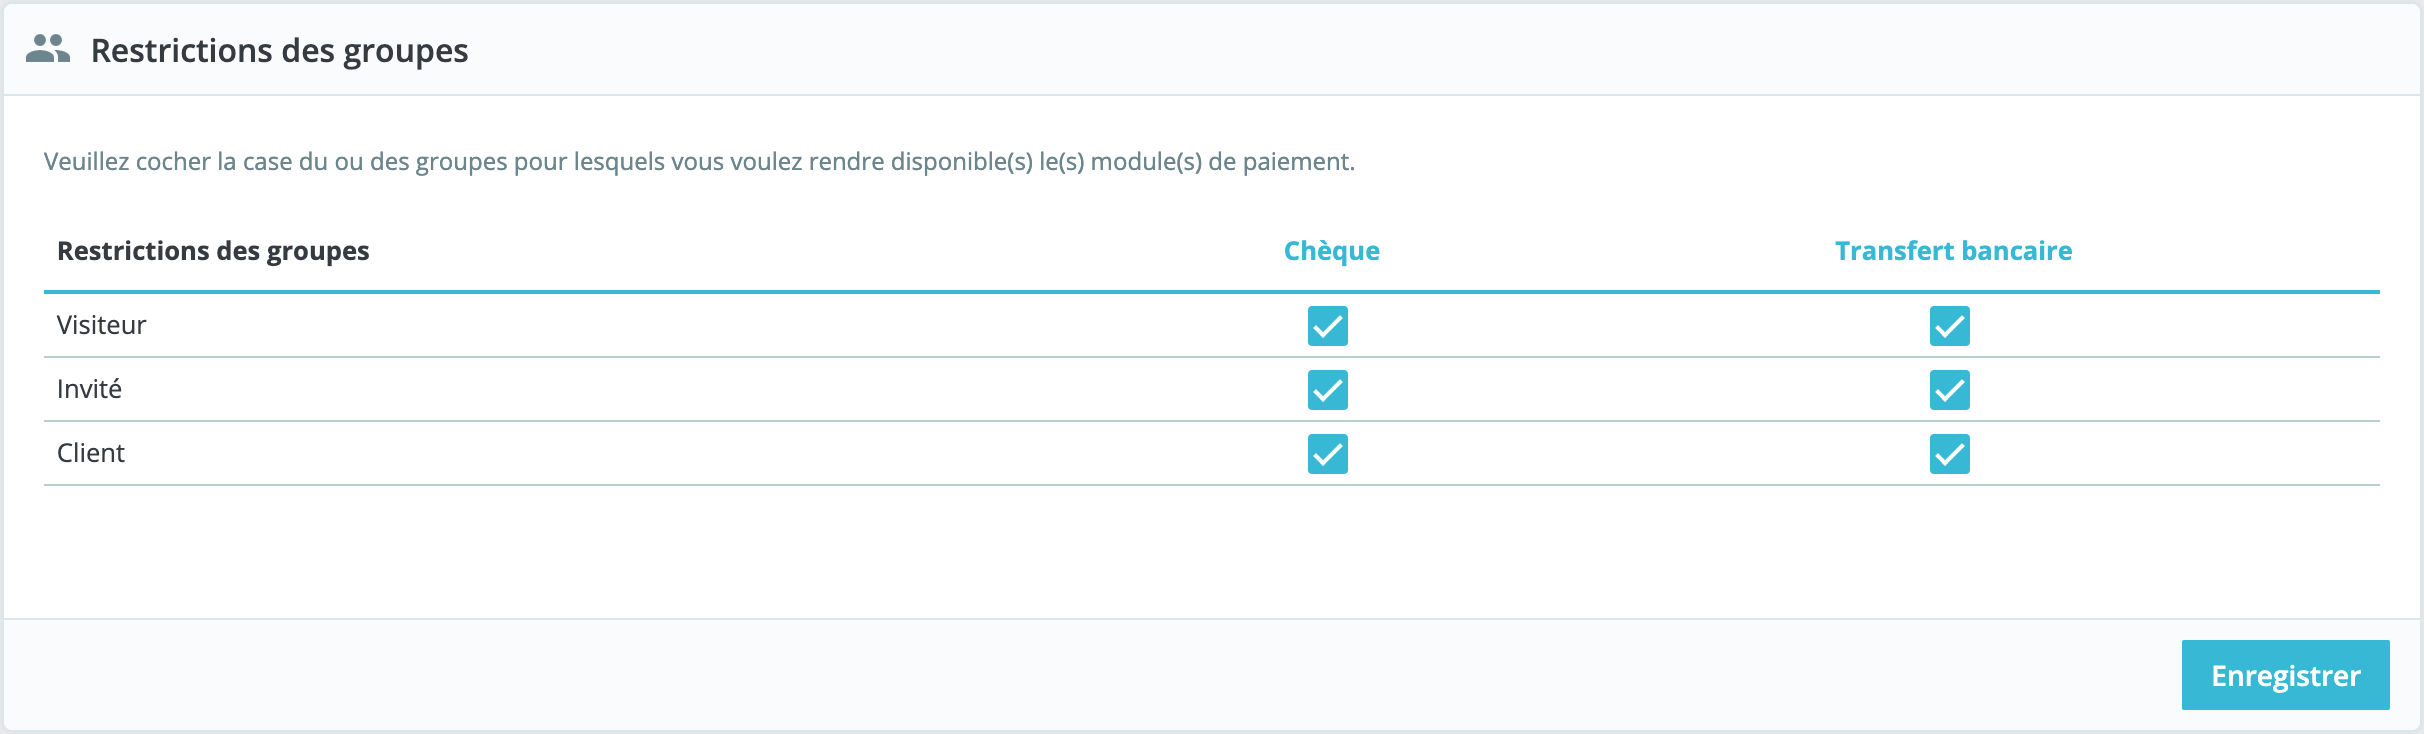 Restrictions des groupes
Veuillez cocher la case du ou des groupes pour lesquels vous voulez rendre disponible(s) le(s) module(s) de paiement.
Restrictions des groupes Chèque Transfert bancaire
Visiteur
Invité
Client
Enregistrer